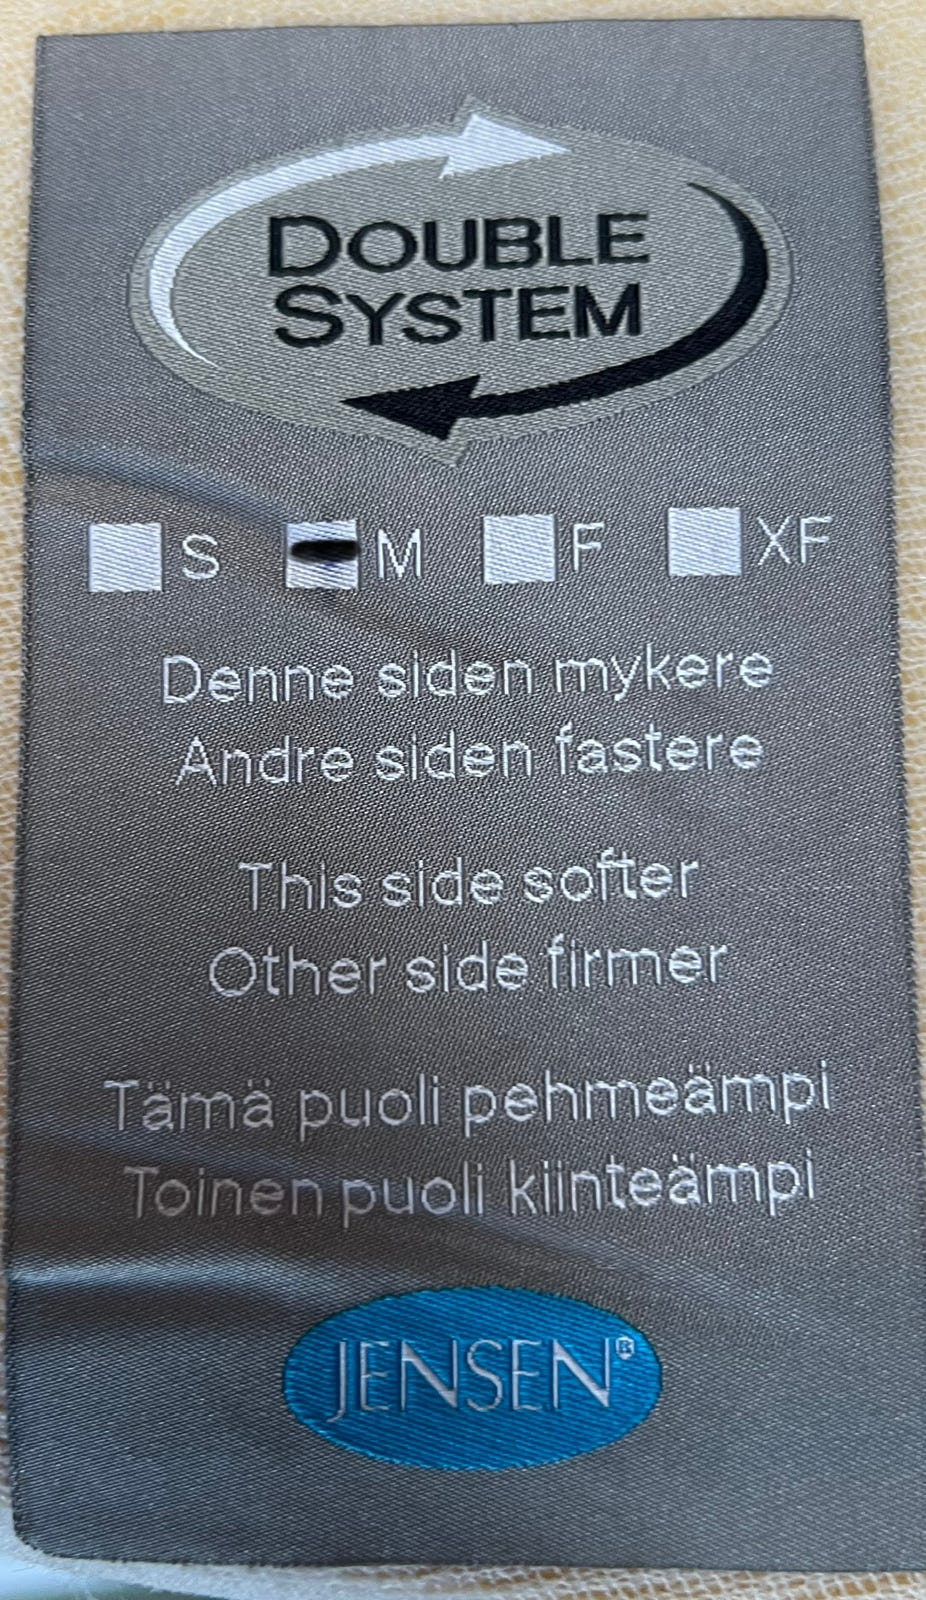 DOUBLE
SYSTEM
S M F XF
Denne siden mykere
Andre siden fastere
This side softer
Other side firmer
Tämä puoli pehmeämpi
Toinen puoli kiinteämpi
JENSEN®